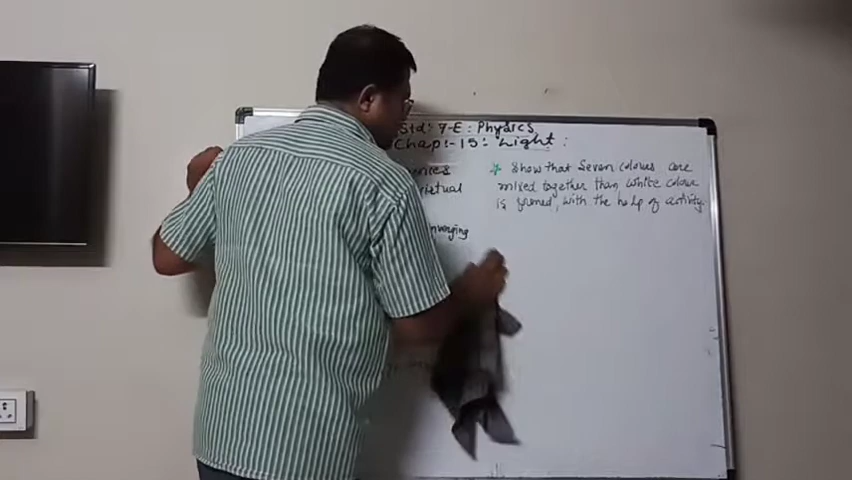 Std: 7-E: Physics
Chap: 15: Light:
Show that Seven colours are
mixed together than white colour
is formed, with the help of activity.